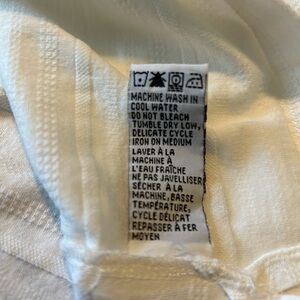 MACHINE WASH IN
COOL WATER
DO NOT BLEACH
TUMBLE DRY LOW,
DELICATE CYCLE
IRON ON MEDIUM
LAVER À LA
MACHINE À
L'EAU FRAÎCHE
NE PAS JAVELLISER
SÉCHER À LA
MACHINE, BASSE
TEMPÉRATURE,
CYCLE DÉLICAT
REPASSER À FER
MOYEN